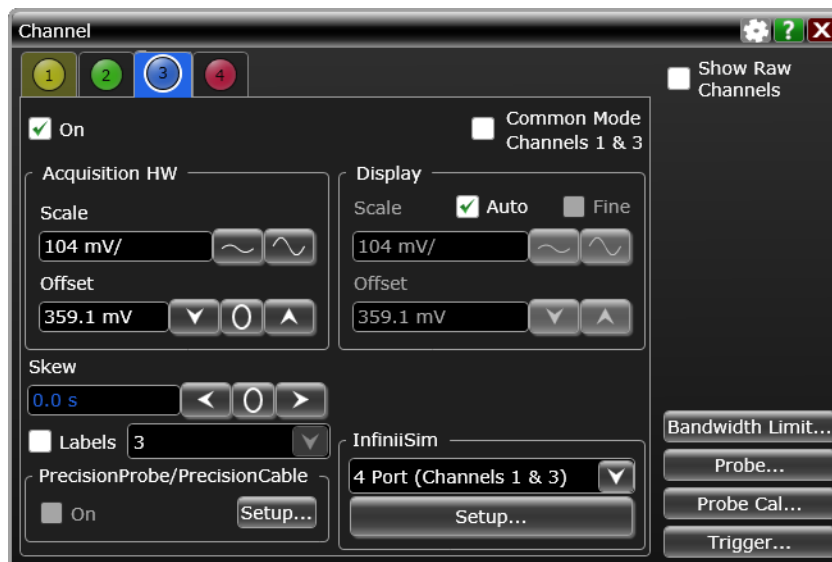 Channel
?
X
1
2
3
4
Show Raw
Channels
On
Common Mode
Channels 1 & 3
Acquisition HW
Scale
104 mV/
Offset
359.1 mV
0
Display
Scale
Auto
Fine
104 mV/
Offset
359.1 mV
Skew
0.0 s
0
Labels
3
PrecisionProbe/PrecisionCable
On
Setup...
InfiniiSim
4 Port (Channels 1 & 3)
Setup...
Bandwidth Limit...
Probe...
Probe Cal...
Trigger...